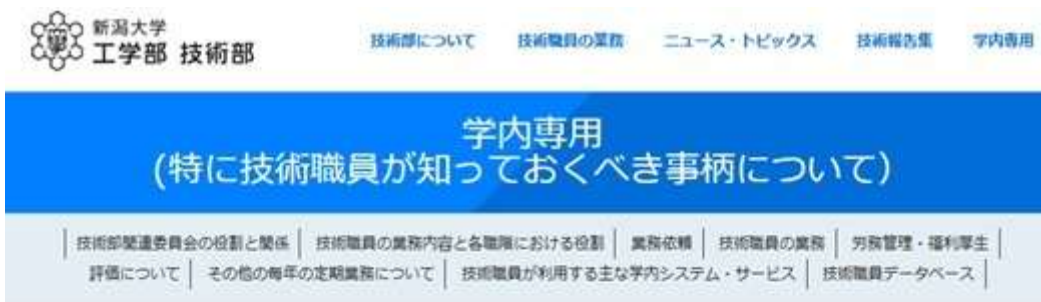 新潟大学
工学部 技術部
技術部について 技術職員の業務 ニュース・トピックス 技術報告集 学内専用
学内専用
(特に技術職員が知っておくべき事柄について)
技術部関連委員会の役割と関係 | 技術職員の業務内容と各職階における役割 | 業務依頼 | 技術職員の業務 | 労務管理・福利厚生 |
評価について | その他の毎年の定期業務について | 技術職員が利用する主な学内システム・サービス | 技術職員データベース |